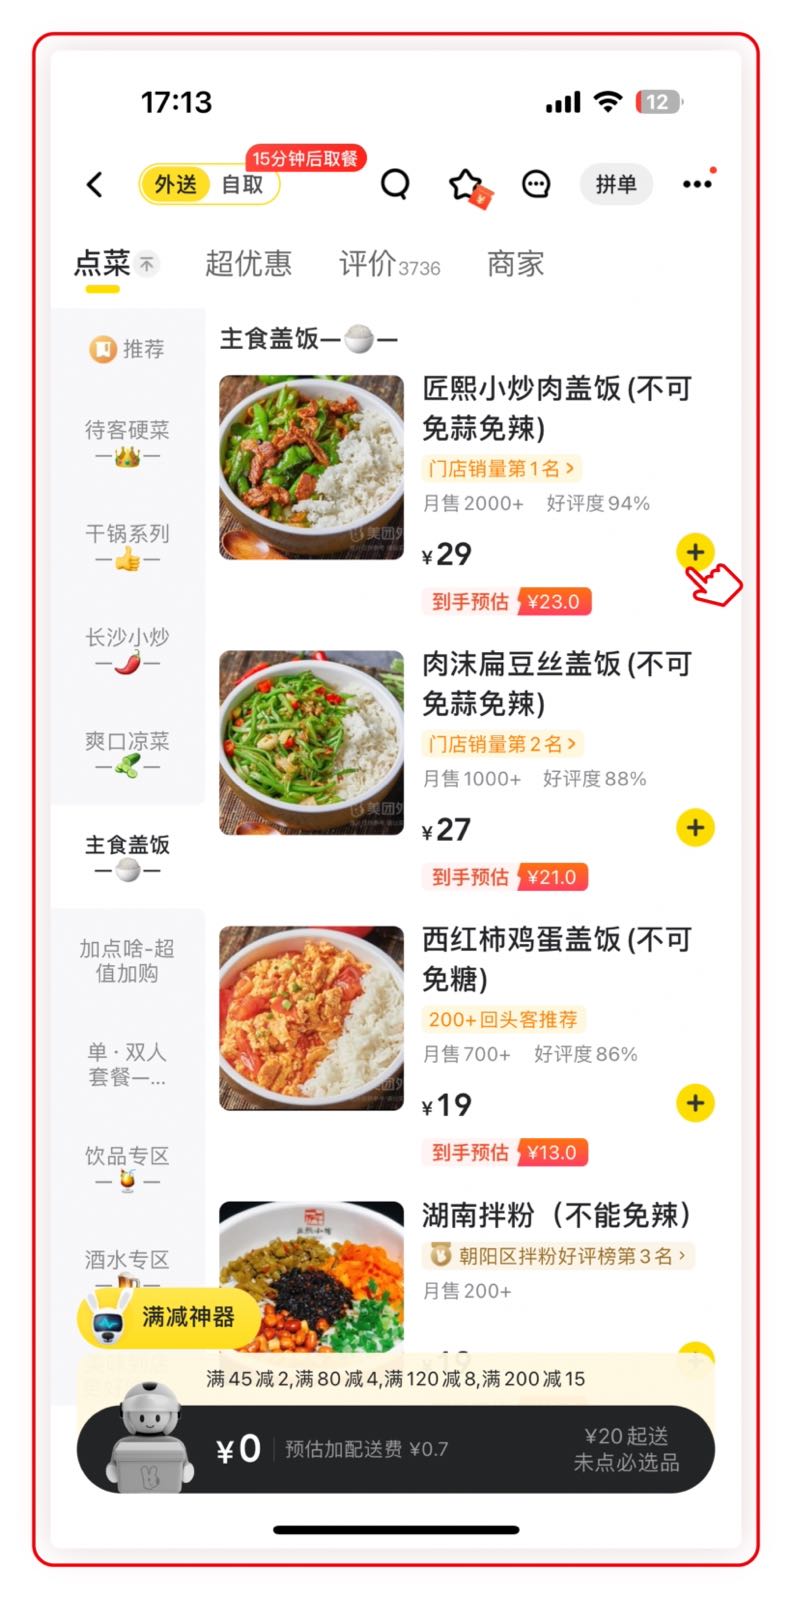 17:13
12
15分钟后取餐
外送 自取
拼单
点菜 超优惠 评价3736 商家
推荐
待客硬菜
干锅系列
长沙小炒
爽口凉菜
主食盖饭
加点啥-超
值加购
单·双人
套餐—...
饮品专区
酒水专区
主食盖饭—🍚—
匠熙小炒肉盖饭(不可
免蒜免辣)
门店销量第1名>
月售2000+ 好评度94%
¥29
到手预估 ¥23.0
肉沫扁豆丝盖饭(不可
免蒜免辣)
门店销量第2名>
月售1000+ 好评度88%
¥27
到手预估 ¥21.0
西红柿鸡蛋盖饭(不可
免糖)
200+回头客推荐
月售700+ 好评度86%
¥19
到手预估 ¥13.0
湖南拌粉（不能免辣）
朝阳区拌粉好评榜第3名>
月售200+
满减神器
满45减2,满80减4,满120减8,满200减15
¥0 预估加配送费 ¥0.7
¥20起送
未点必选品